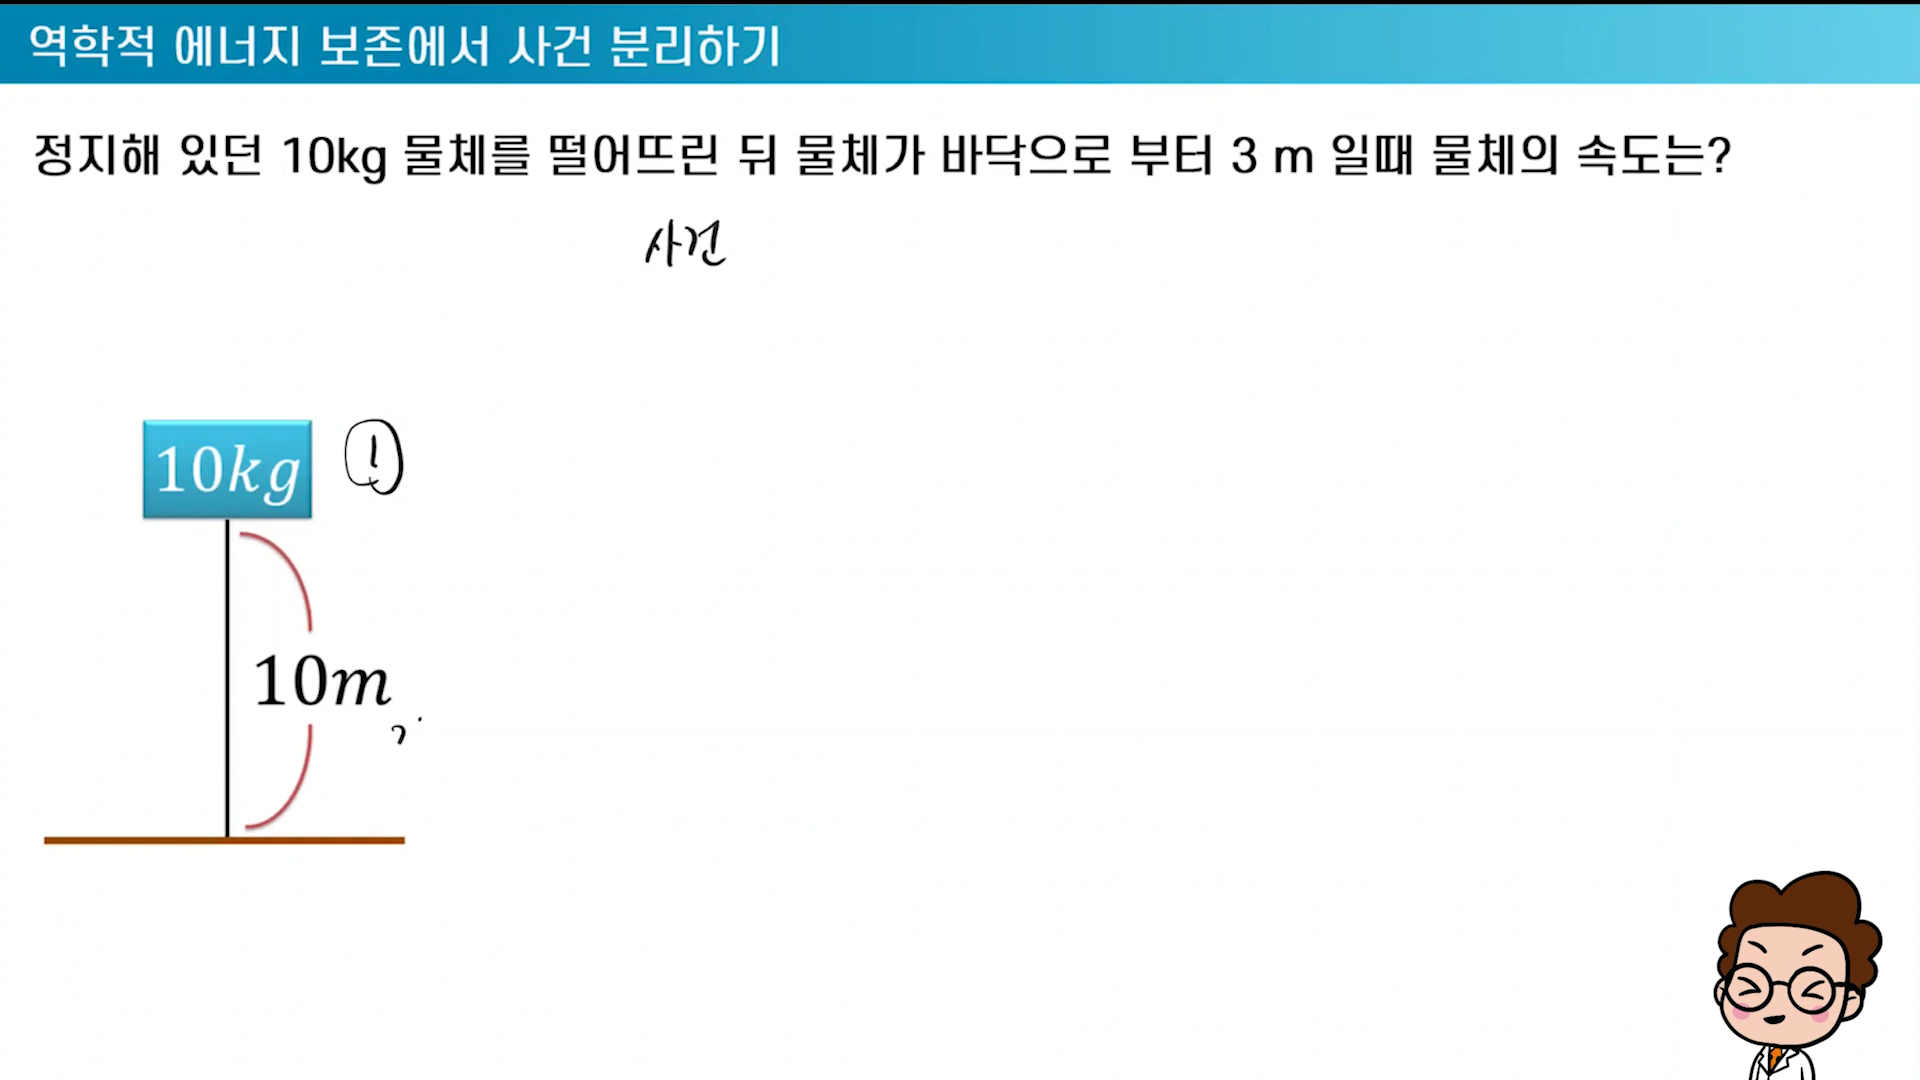 역학적 에너지 보존에서 사건 분리하기
정지해 있던 10kg 물체를 떨어뜨린 뒤 물체가 바닥으로 부터 3 m 일때 물체의 속도는?
사건
10kg ①
10m